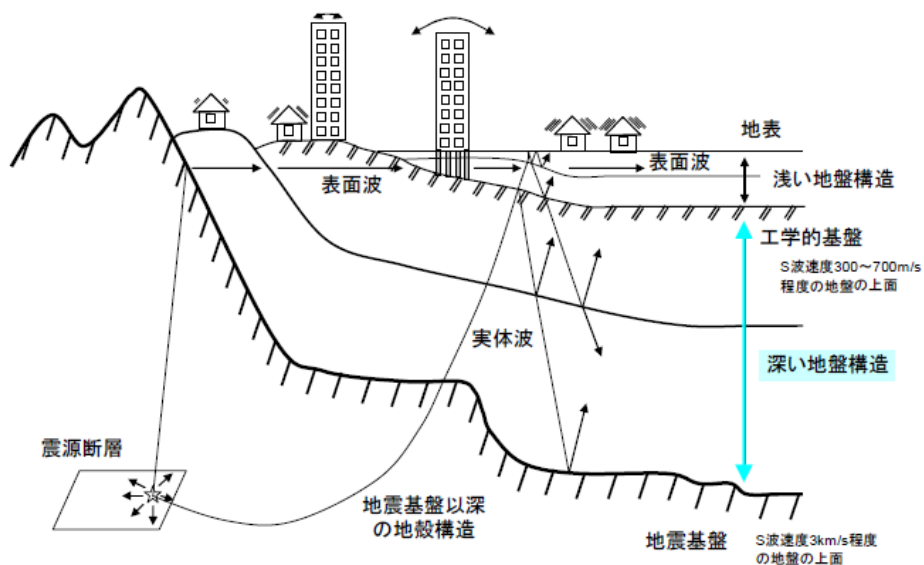 地表
表面波
表面波
浅い地盤構造
工学的基盤
S波速度300～700m/s
程度の地盤の上面
実体波
深い地盤構造
震源断層
地震基盤以深
の地殻構造
地震基盤
S波速度3km/s程度
の地盤の上面